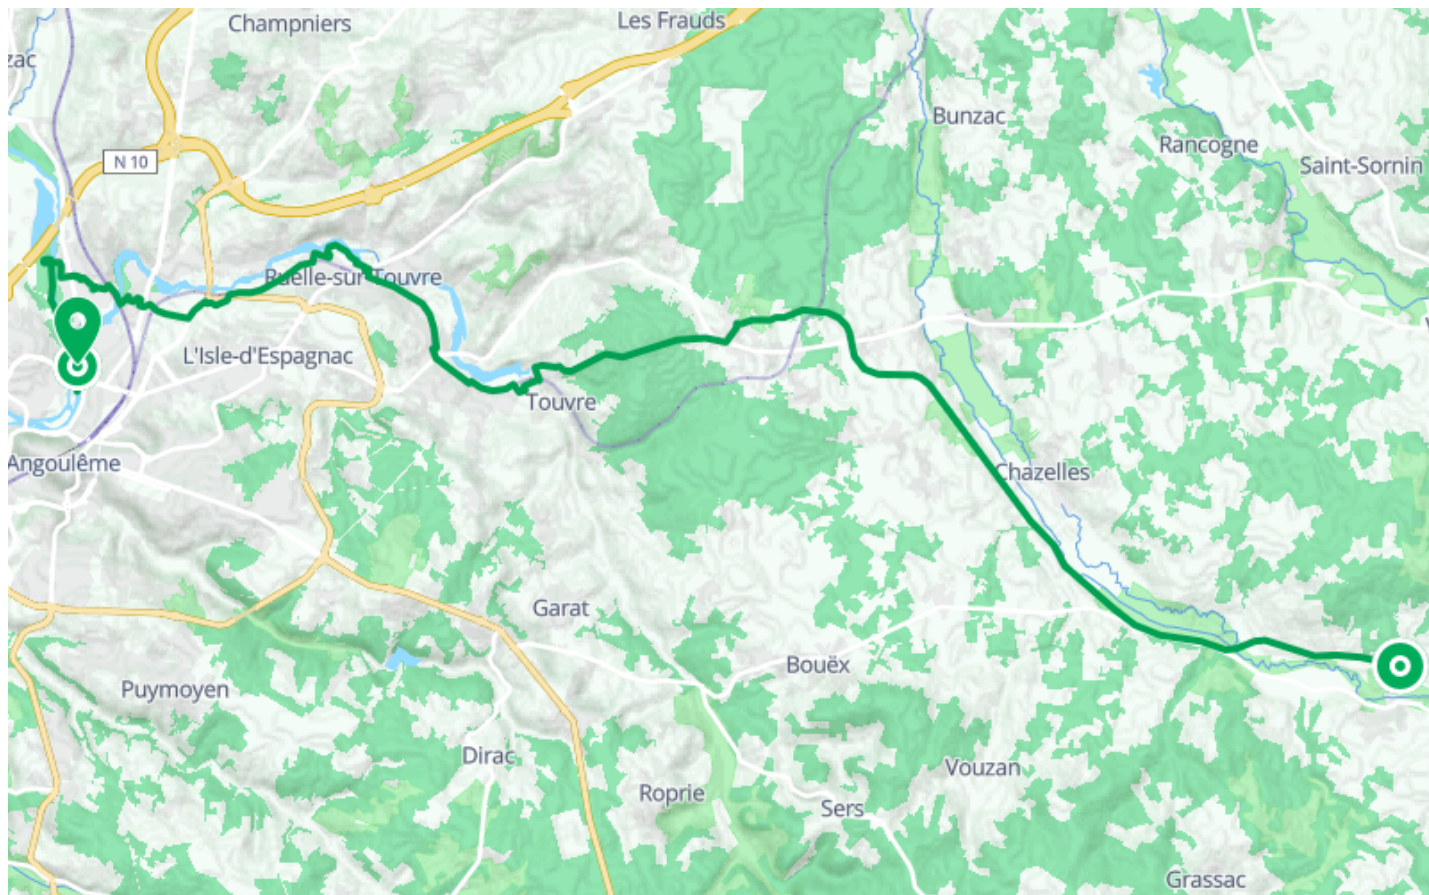 Champniers
Les Frauds
zac
Bunzac
Rancogne
Saint-Sornin
N 10
Ruelle-sur-Touvre
L'Isle-d'Espagnac
Touvre
Angoulême
Chazelles
Garat
Bouëx
Puymoyen
Dirac
Vouzan
Roprie
Sers
Grassac